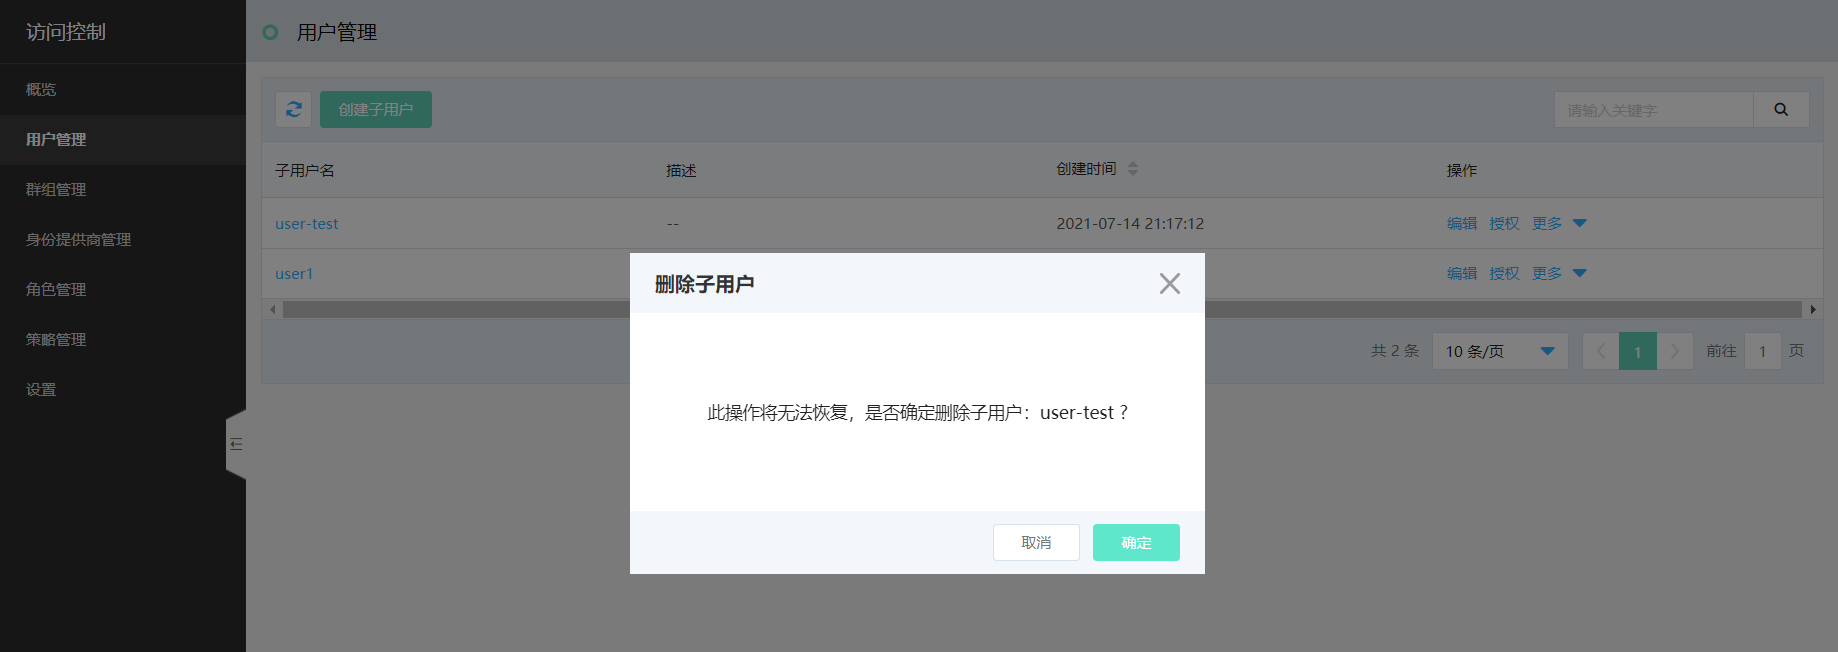 访问控制
概览
用户管理
群组管理
身份提供商管理
角色管理
策略管理
设置
用户管理
创建子用户
请输入关键字
子用户名 描述 创建时间 操作
user-test -- 2021-07-14 21:17:12 编辑 授权 更多
user1 编辑 授权 更多
共 2 条 10 条/页 1 前往 1 页
删除子用户
此操作将无法恢复，是否确定删除子用户：user-test ?
取消 确定